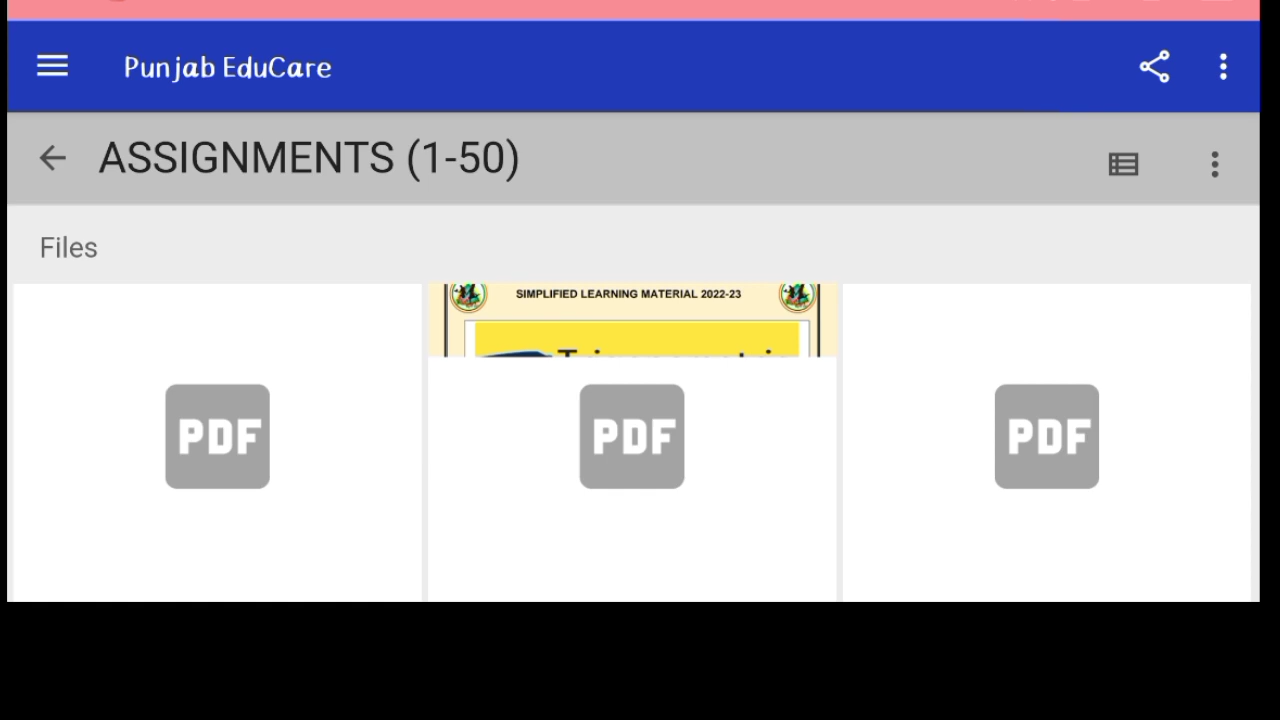 Punjab EduCare
ASSIGNMENTS (1-50)
Files
SIMPLIFIED LEARNING MATERIAL 2022-23
PDF
PDF
PDF